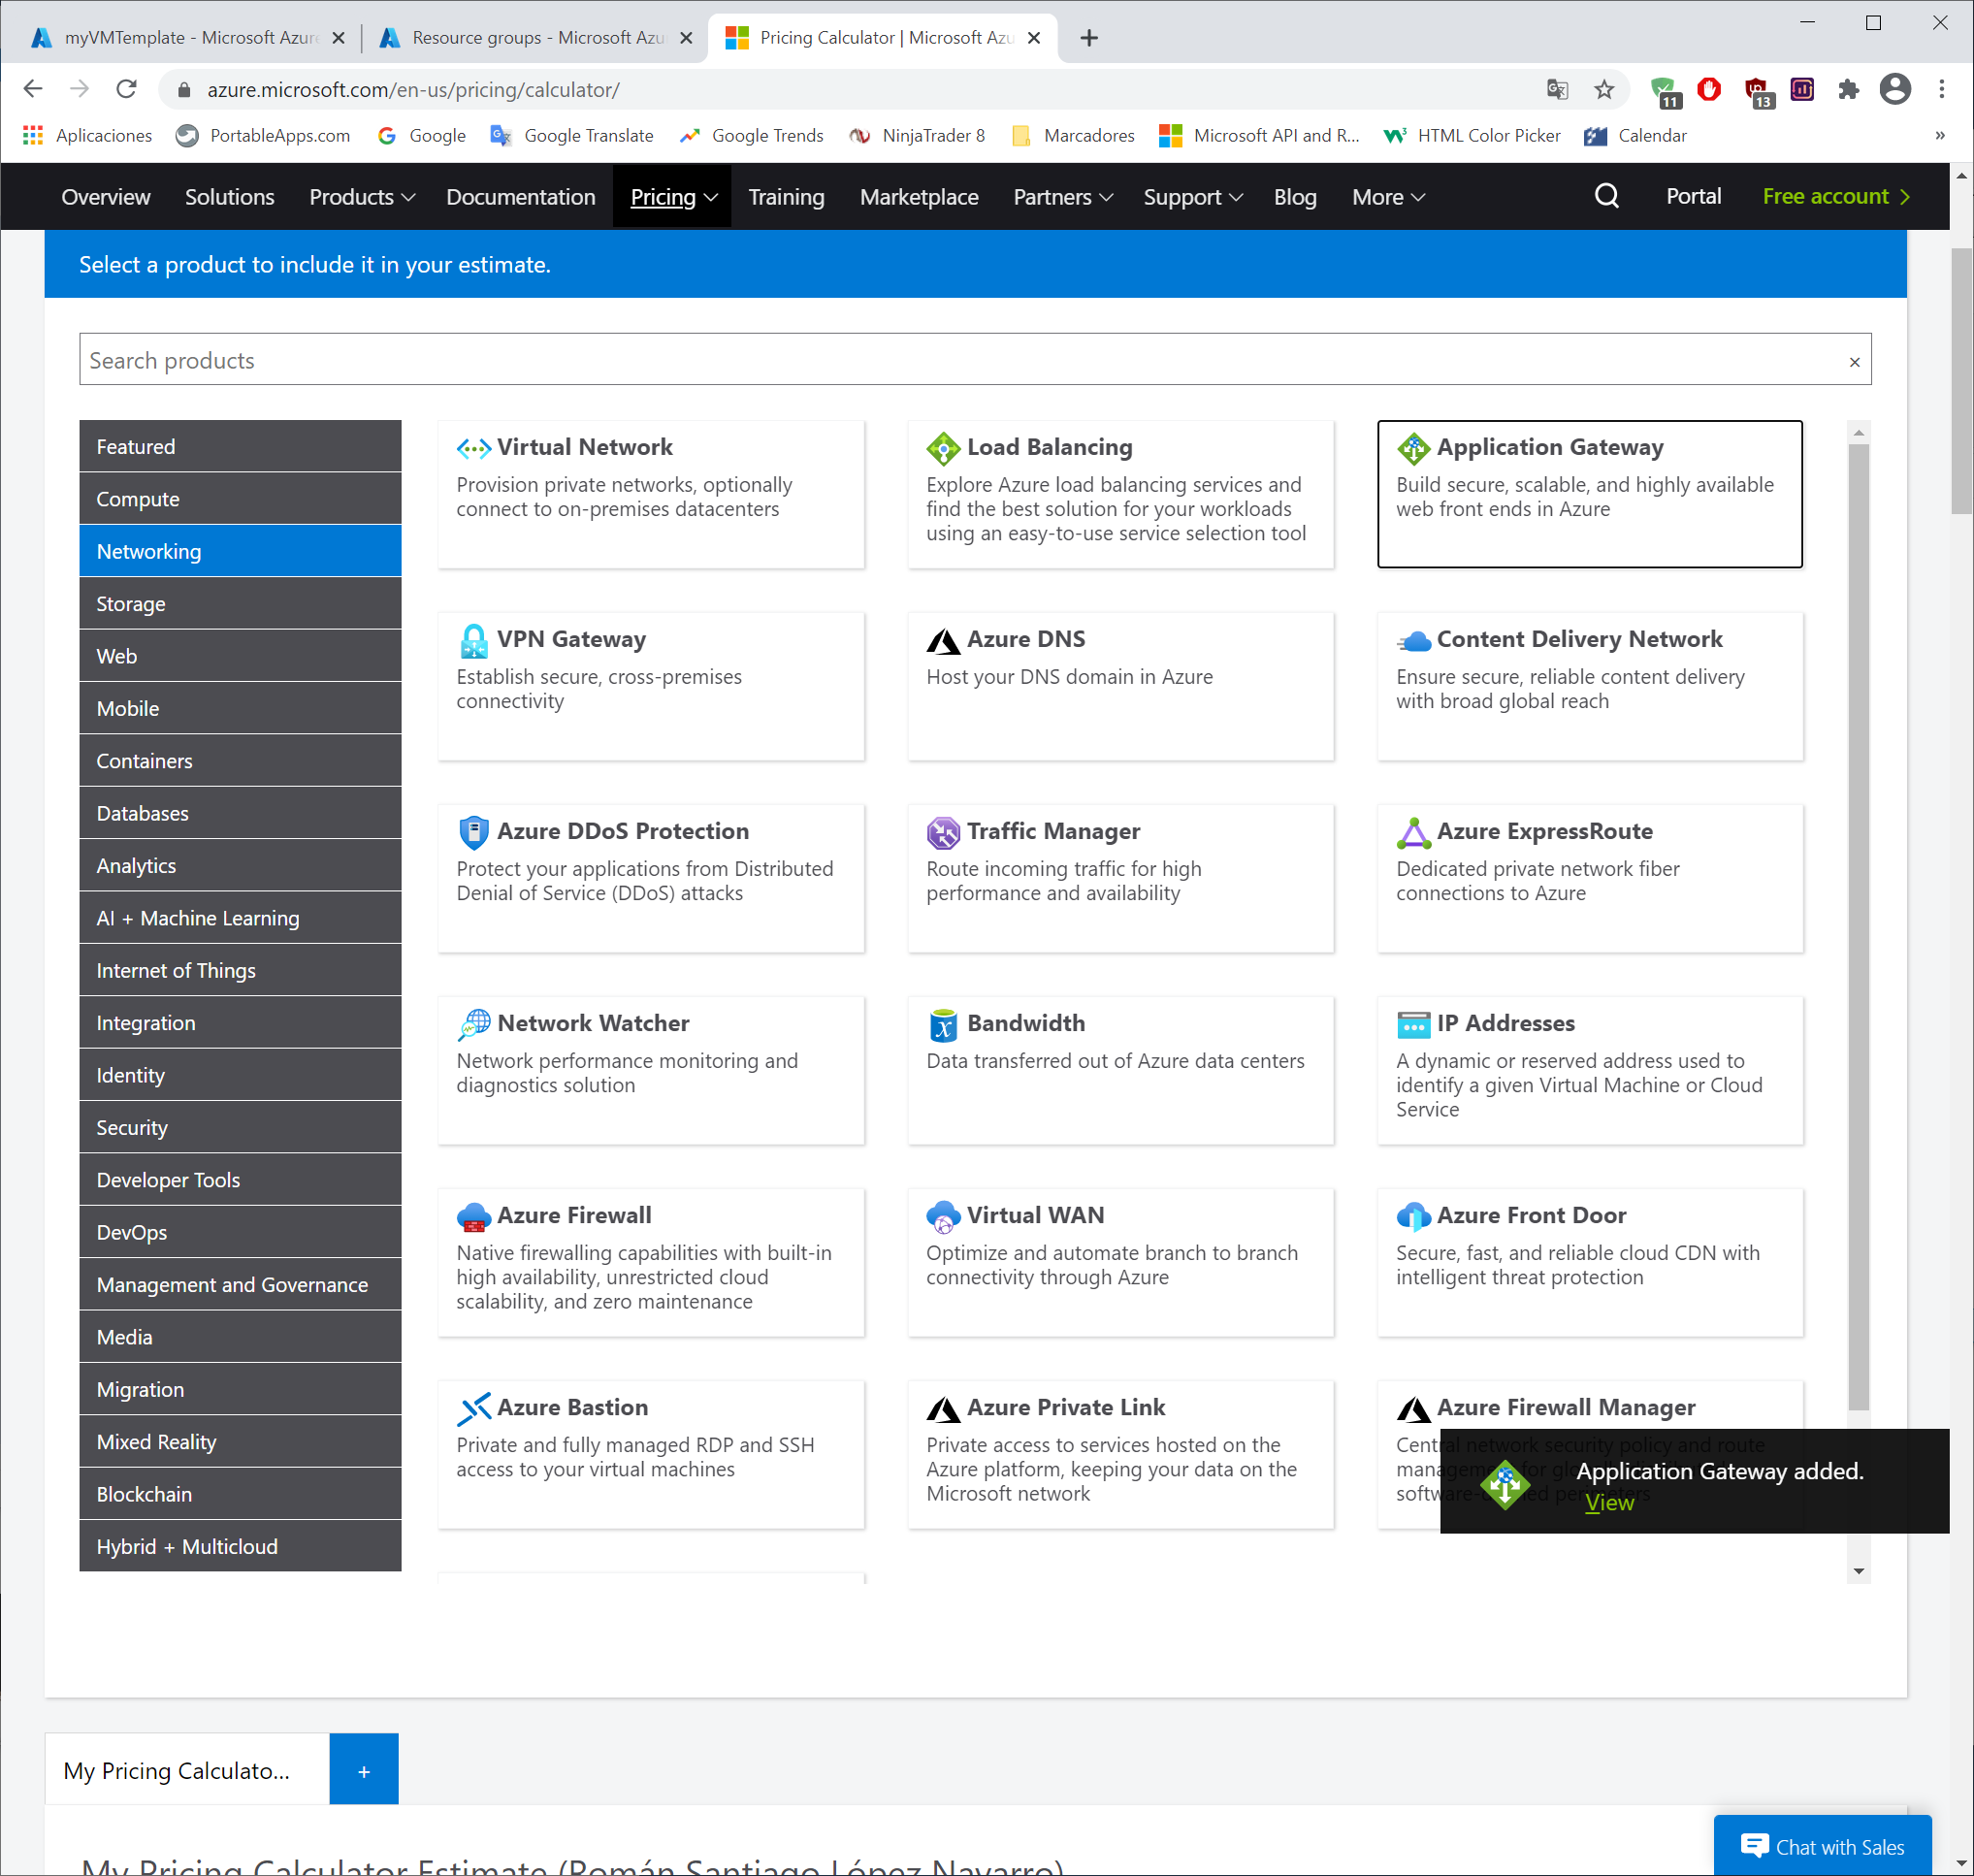 myVMTemplate - Microsoft Azure
Resource groups - Microsoft Azu
Pricing Calculator | Microsoft Azu
azure.microsoft.com/en-us/pricing/calculator/
11
13
Aplicaciones
PortableApps.com
Google
Google Translate
Google Trends
NinjaTrader 8
Marcadores
Microsoft API and R...
HTML Color Picker
Calendar
»
Overview
Solutions
Products
Documentation
Pricing
Training
Marketplace
Partners
Support
Blog
More
Portal
Free account
Select a product to include it in your estimate.
Search products
Featured
Compute
Networking
Storage
Web
Mobile
Containers
Databases
Analytics
AI + Machine Learning
Internet of Things
Integration
Identity
Security
Developer Tools
DevOps
Management and Governance
Media
Migration
Mixed Reality
Blockchain
Hybrid + Multicloud
Virtual Network
Provision private networks, optionally
connect to on-premises datacenters
Load Balancing
Explore Azure load balancing services and
find the best solution for your workloads
using an easy-to-use service selection tool
Application Gateway
Build secure, scalable, and highly available
web front ends in Azure
VPN Gateway
Establish secure, cross-premises
connectivity
Azure DNS
Host your DNS domain in Azure
Content Delivery Network
Ensure secure, reliable content delivery
with broad global reach
Azure DDoS Protection
Protect your applications from Distributed
Denial of Service (DDoS) attacks
Traffic Manager
Route incoming traffic for high
performance and availability
Azure ExpressRoute
Dedicated private network fiber
connections to Azure
Network Watcher
Network performance monitoring and
diagnostics solution
Bandwidth
Data transferred out of Azure data centers
IP Addresses
A dynamic or reserved address used to
identify a given Virtual Machine or Cloud
Service
Azure Firewall
Native firewalling capabilities with built-in
high availability, unrestricted cloud
scalability, and zero maintenance
Virtual WAN
Optimize and automate branch to branch
connectivity through Azure
Azure Front Door
Secure, fast, and reliable cloud CDN with
intelligent threat protection
Azure Bastion
Private and fully managed RDP and SSH
access to your virtual machines
Azure Private Link
Private access to services hosted on the
Azure platform, keeping your data on the
Microsoft network
Azure Firewall Manager
Central network security policy and route
Application Gateway added.
View
My Pricing Calculato...
+
My Pricing Calculator Estimate (Román Santiago López Navarro)
Chat with Sales